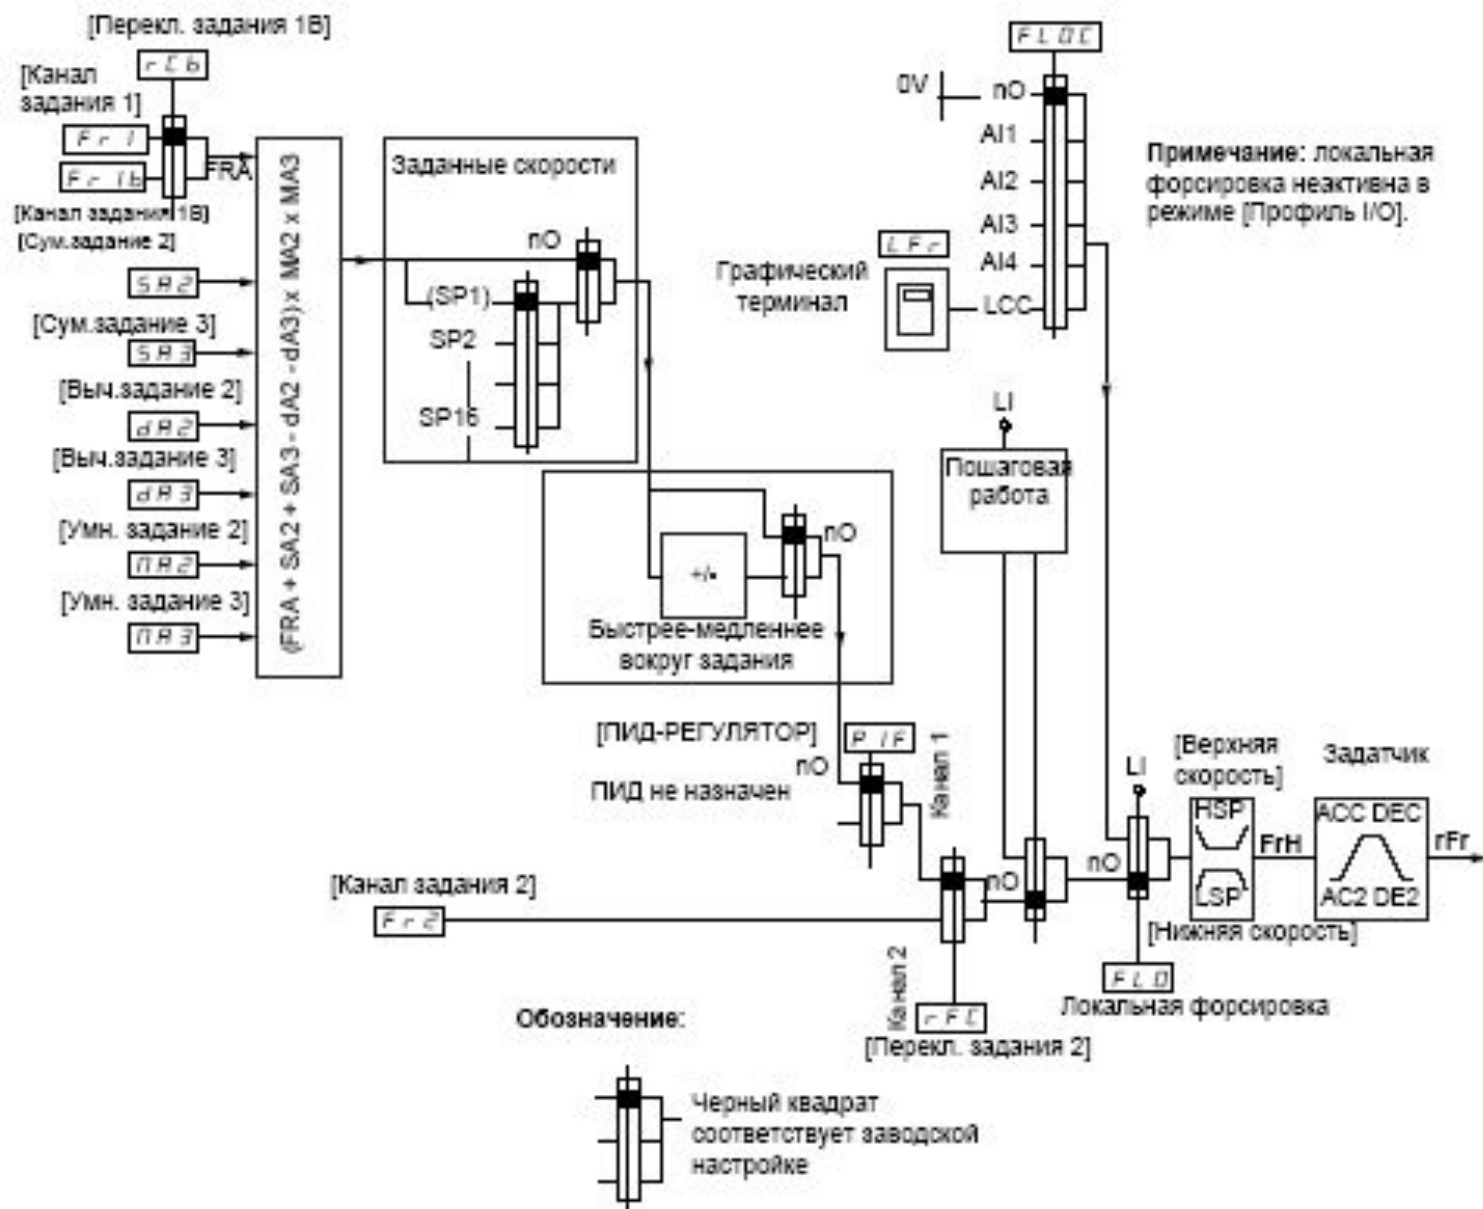 [Перекл. задания 1В]
rCb
[Канал
задания 1]
Fr1
Fr1b
FRA
[Канал задания 1В]
[Сум.задание 2]
SA2
[Сум.задание 3]
SA3
[Выч.задание 2]
dA2
[Выч.задание 3]
dA3
[Умн. задание 2]
MA2
[Умн. задание 3]
MA3
(FRA + SA2 + SA3 - dA2 - dA3) x MA2 x MA3
Заданные скорости
nO
(SP1)
SP2
SP16
+/-
nO
Быстрее-медленнее
вокруг задания
FLOC
0V
nO
AI1
AI2
AI3
AI4
LCC
LFr
Графический
терминал
Примечание: локальная
форсировка неактивна в
режиме [Профиль I/O].
LI
Пошаговая
работа
[ПИД-РЕГУЛЯТОР]
PIF
nO
ПИД не назначен
Канал 1
[Канал задания 2]
Fr2
Канал 2
rFC
[Перекл. задания 2]
nO
LI
nO
FLO
Локальная форсировка
[Верхняя
скорость]
HSP
LSP
[Нижняя скорость]
FrH
Задатчик
ACC DEC
AC2 DE2
rFr
Обозначение:
Черный квадрат
соответствует заводской
настройке